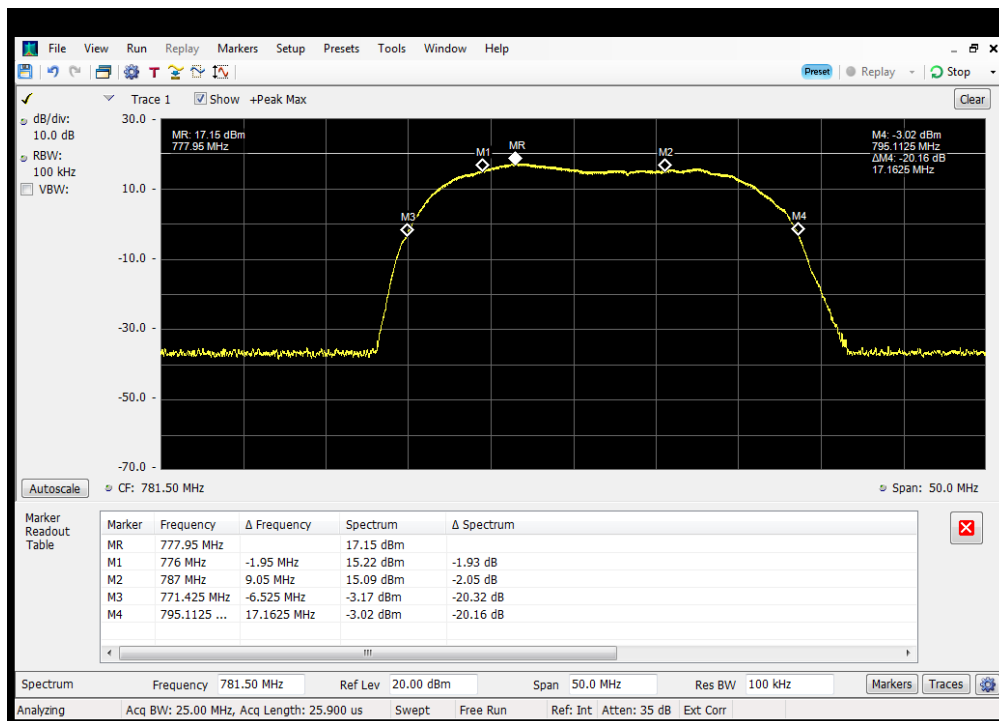 File View Run Replay Markers Setup Presets Tools Window Help
Preset Replay Stop
Trace 1 Show +Peak Max Clear
dB/div:
10.0 dB
RBW:
100 kHz
VBW:
30.0
10.0
-10.0
-30.0
-50.0
-70.0
MR: 17.15 dBm
777.95 MHz
M4: -3.02 dBm
795.1125 MHz
ΔM4: -20.16 dB
17.1625 MHz
M1
MR
M2
M3
M4
Autoscale CF: 781.50 MHz Span: 50.0 MHz
Marker
Readout
Table
Marker Frequency Δ Frequency Spectrum Δ Spectrum
MR 777.95 MHz 17.15 dBm
M1 776 MHz -1.95 MHz 15.22 dBm -1.93 dB
M2 787 MHz 9.05 MHz 15.09 dBm -2.05 dB
M3 771.425 MHz -6.525 MHz -3.17 dBm -20.32 dB
M4 795.1125 ... 17.1625 MHz -3.02 dBm -20.16 dB
Spectrum Frequency 781.50 MHz Ref Lev 20.00 dBm Span 50.0 MHz Res BW 100 kHz Markers Traces
Analyzing Acq BW: 25.00 MHz, Acq Length: 25.900 us Swept Free Run Ref: Int Atten: 35 dB Ext Corr